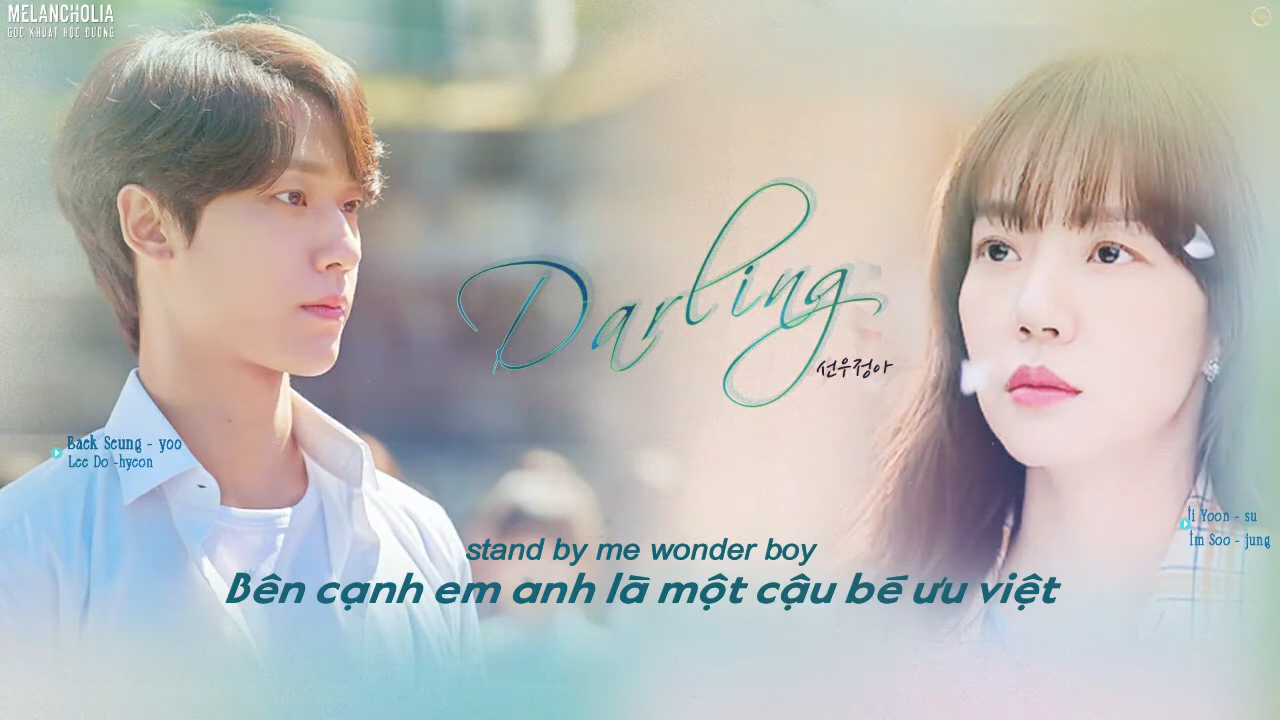 MELANCHOLIA
GÓC KHUẤT HỌC ĐƯỜNG
Darling
선우정아
Baek Seung - yoo
Lee Do -hyeon
Ji Yoon - su
Im Soo - jung
stand by me wonder boy
Bên cạnh em anh là một cậu bé ưu việt